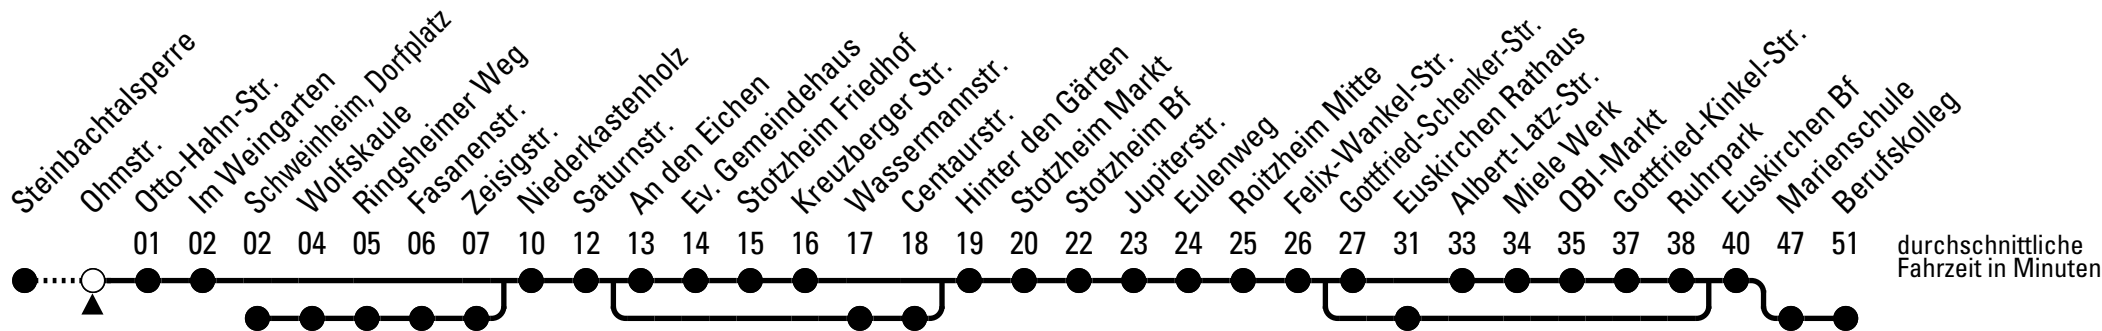 Steinbachtalsperre
Ohmstr.
Otto-Hahn-Str.
Im Weingarten
Schweinheim, Dorfplatz
Wolfskaule
Ringsheimer Weg
Fasanenstr.
Zeisigstr.
Niederkastenholz
Saturnstr.
An den Eichen
Ev. Gemeindehaus
Stotzheim Friedhof
Kreuzberger Str.
Wassermannstr.
Centaurstr.
Hinter den Gärten
Stotzheim Markt
Stotzheim Bf
Jupiterstr.
Eulenweg
Roitzheim Mitte
Felix-Wankel-Str.
Gottfried-Schenker-Str.
Euskirchen Rathaus
Albert-Latz-Str.
Miele Werk
OBI-Markt
Gottfried-Kinkel-Str.
Ruhrpark
Euskirchen Bf
Marienschule
Berufskolleg
01 02 02 04 05 06 07 10 12 13 14 15 16 17 18 19 20 22 23 24 25 26 27 31 33 34 35 37 38 40 47 51
durchschnittliche
Fahrzeit in Minuten